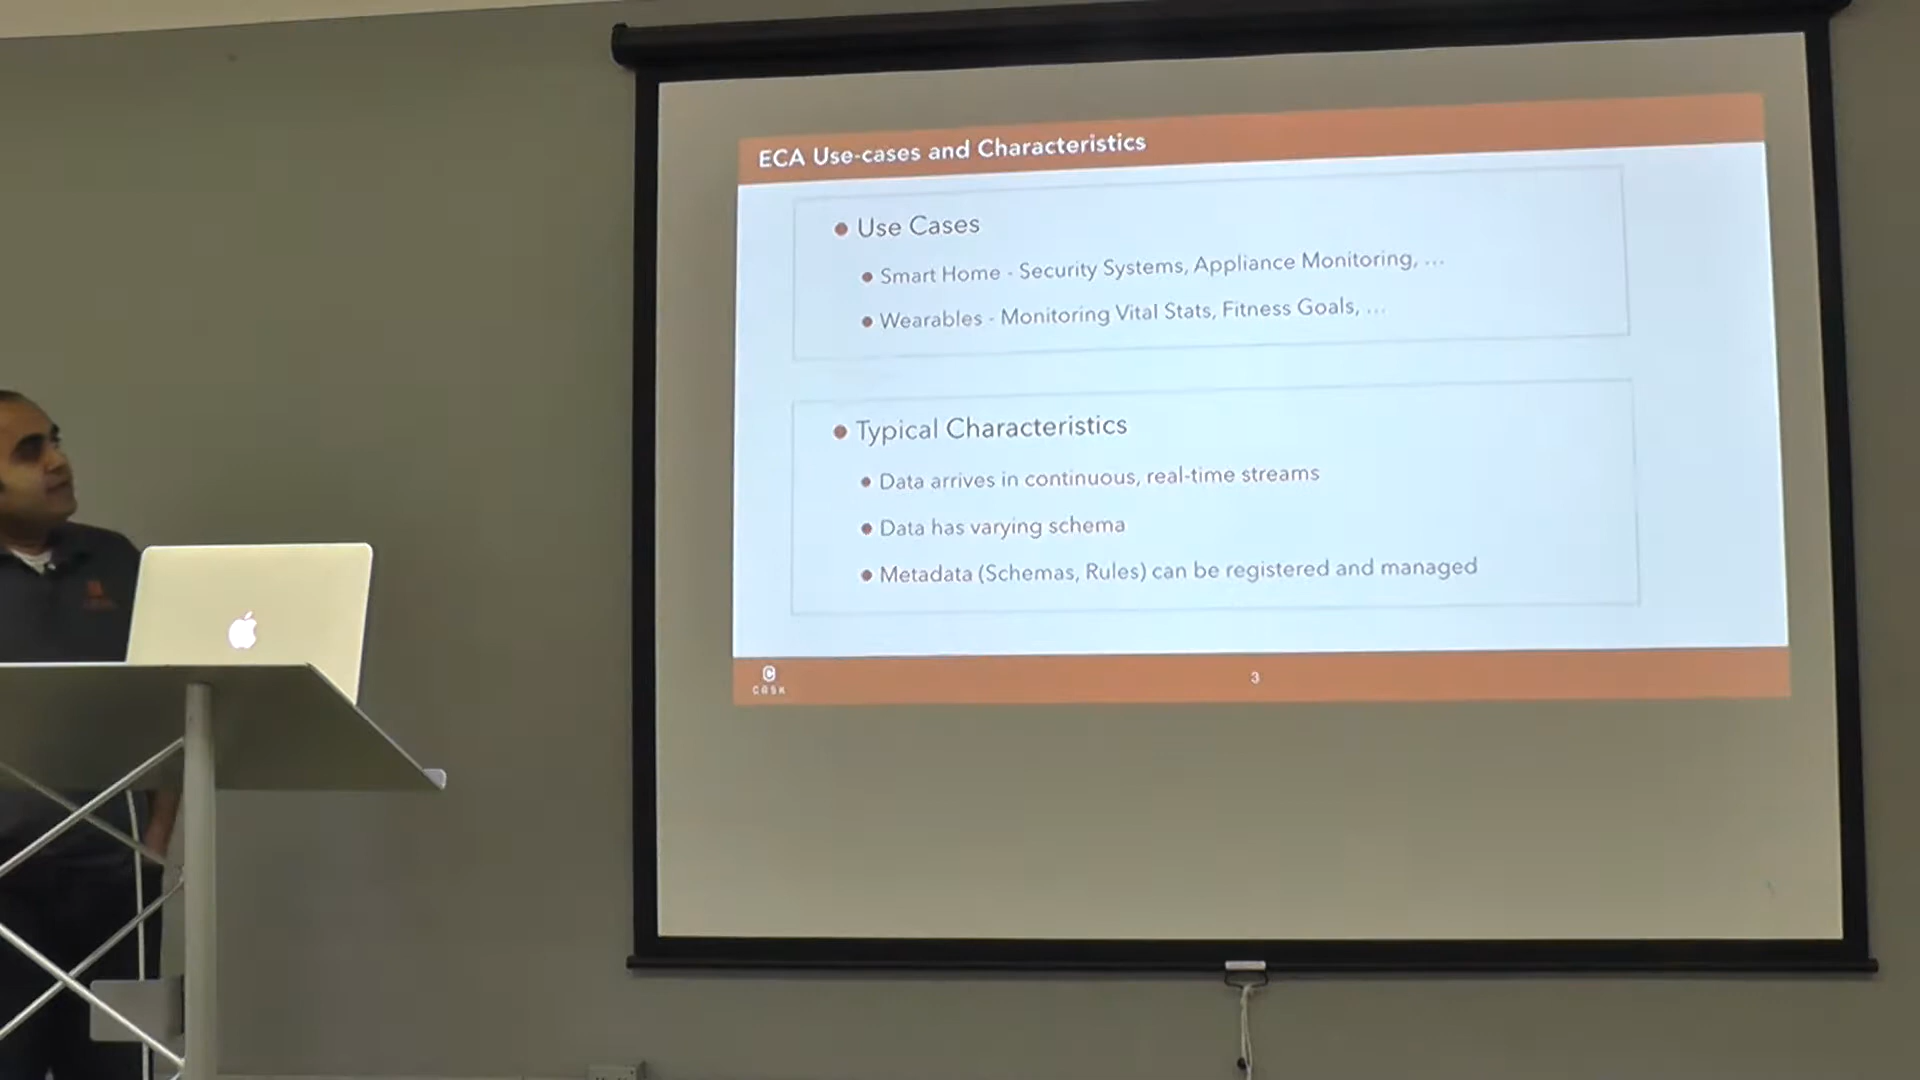 ECA Use-cases and Characteristics
Use Cases
Smart Home - Security Systems, Appliance Monitoring, ...
Wearables - Monitoring Vital Stats, Fitness Goals, ...
Typical Characteristics
Data arrives in continuous, real-time streams
Data has varying schema
Metadata (Schemas, Rules) can be registered and managed
CASK
3